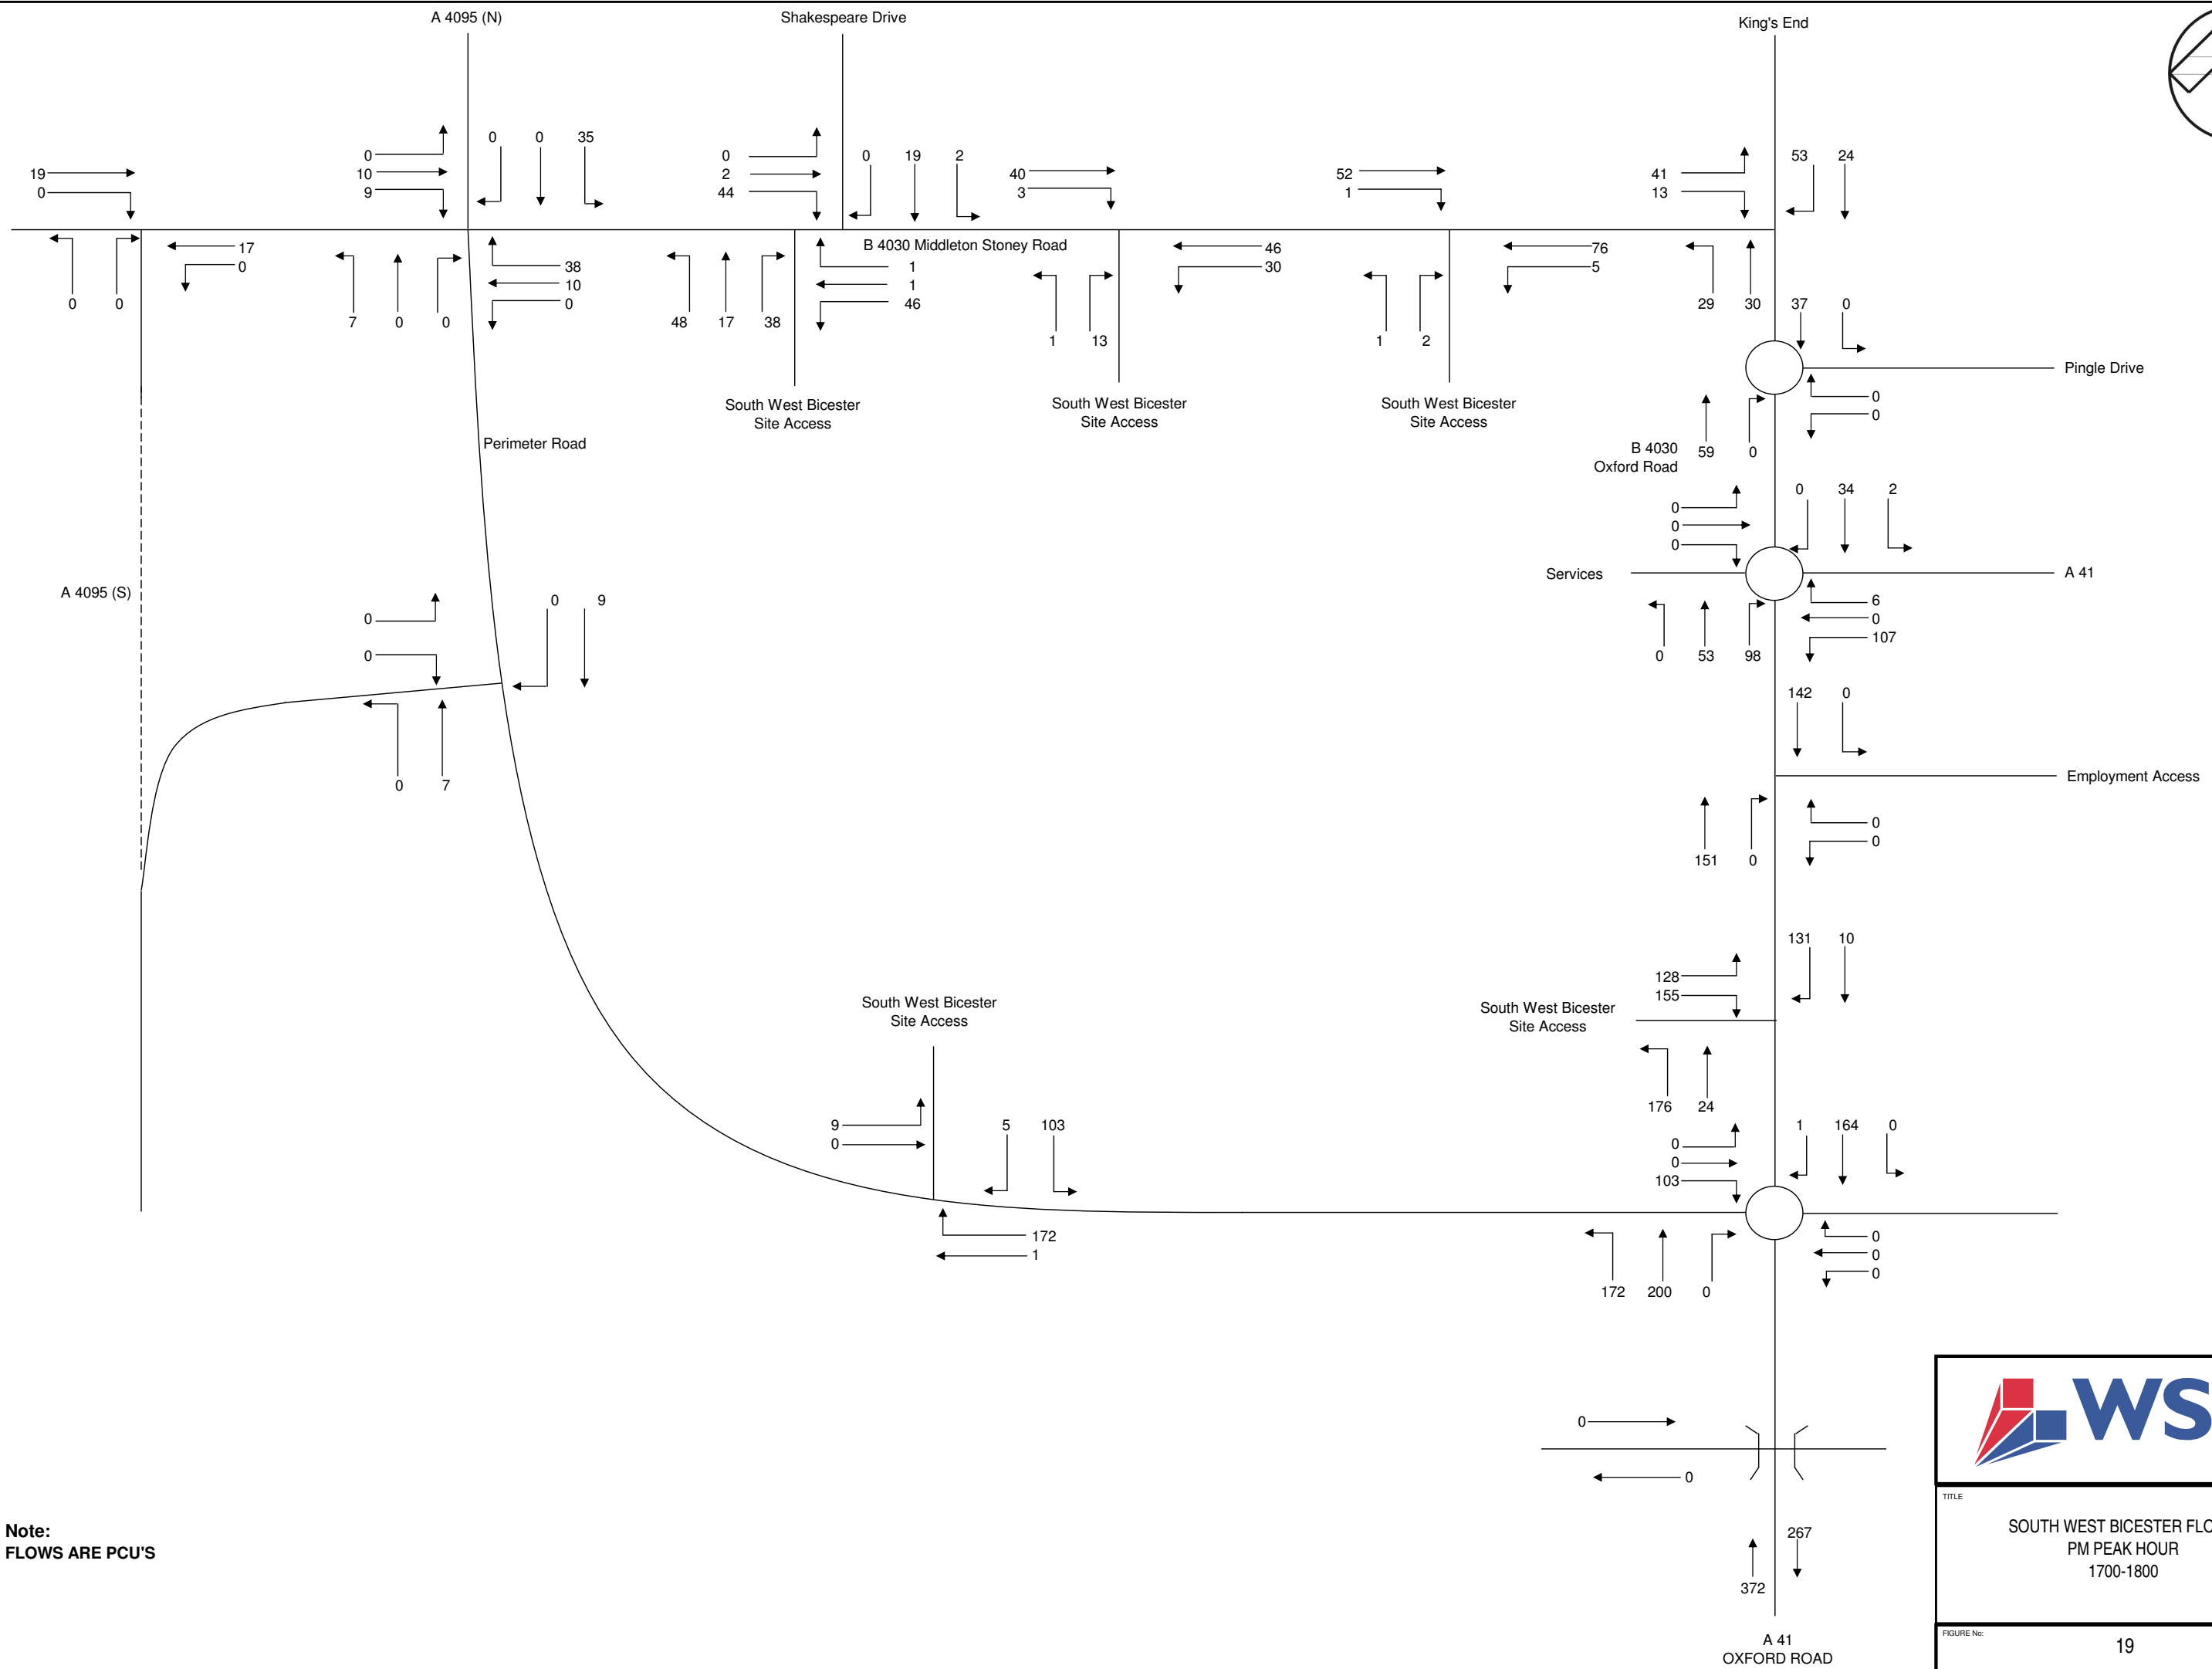 A 4095 (N)
Shakespeare Drive
King's End
19
0
0
10
9
0 0 35
0
2
44
0 19 2
40
3
52
1
41
13
53 24
B 4030 Middleton Stoney Road
0 0
17
0
7 0 0
38
10
0
48 17 38
1
1
46
1 13
46
30
1 2
76
5
29 30
37 0
Pingle Drive
South West Bicester
Site Access
South West Bicester
Site Access
South West Bicester
Site Access
0
0
Perimeter Road
B 4030
Oxford Road
59 0
0
0
0
0 34 2
Services
A 41
A 4095 (S)
6
0
107
0 53 98
0
0
0 9
0 7
142 0
Employment Access
0
0
151 0
131 10
128
155
South West Bicester
Site Access
South West Bicester
Site Access
176 24
9
0
5 103
172
1
0
0
103
1 164 0
172 200 0
0
0
0
0
0
267
372
A 41
OXFORD ROAD
Note:
FLOWS ARE PCU'S
WS
TITLE
SOUTH WEST BICESTER FLO
PM PEAK HOUR
1700-1800
FIGURE No:
19